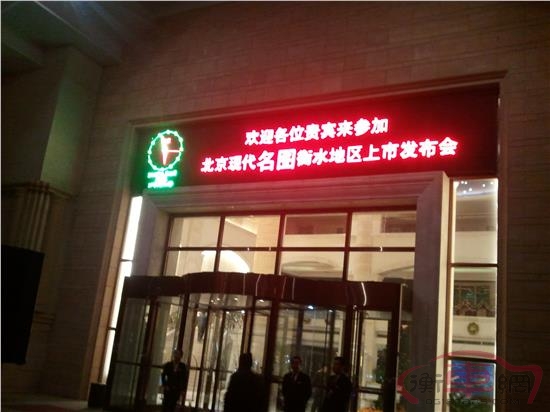 欢迎各位贵宾来参加
北京现代名图衡水地区上市发布会